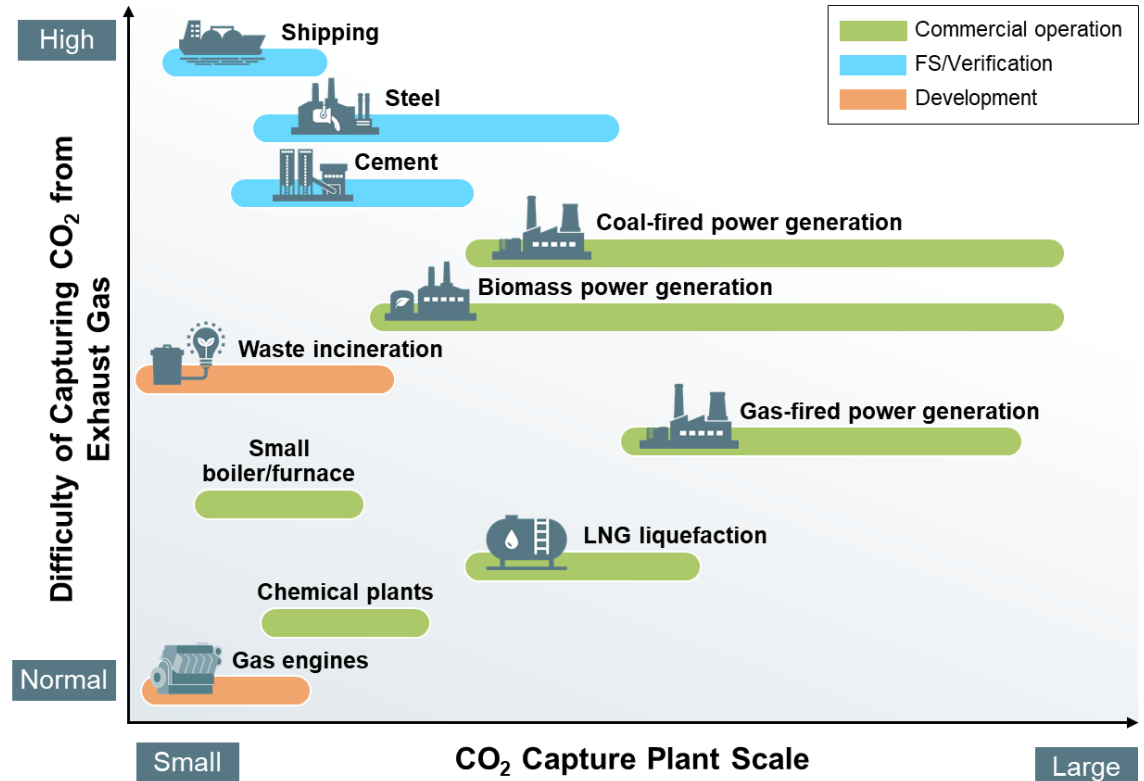 High
Shipping
Commercial operation
FS/Verification
Development
Steel
Cement
Coal-fired power generation
Biomass power generation
Waste incineration
Gas-fired power generation
Small
boiler/furnace
LNG liquefaction
Chemical plants
Gas engines
Difficulty of Capturing CO₂ from
Exhaust Gas
Normal
Small
CO₂ Capture Plant Scale
Large